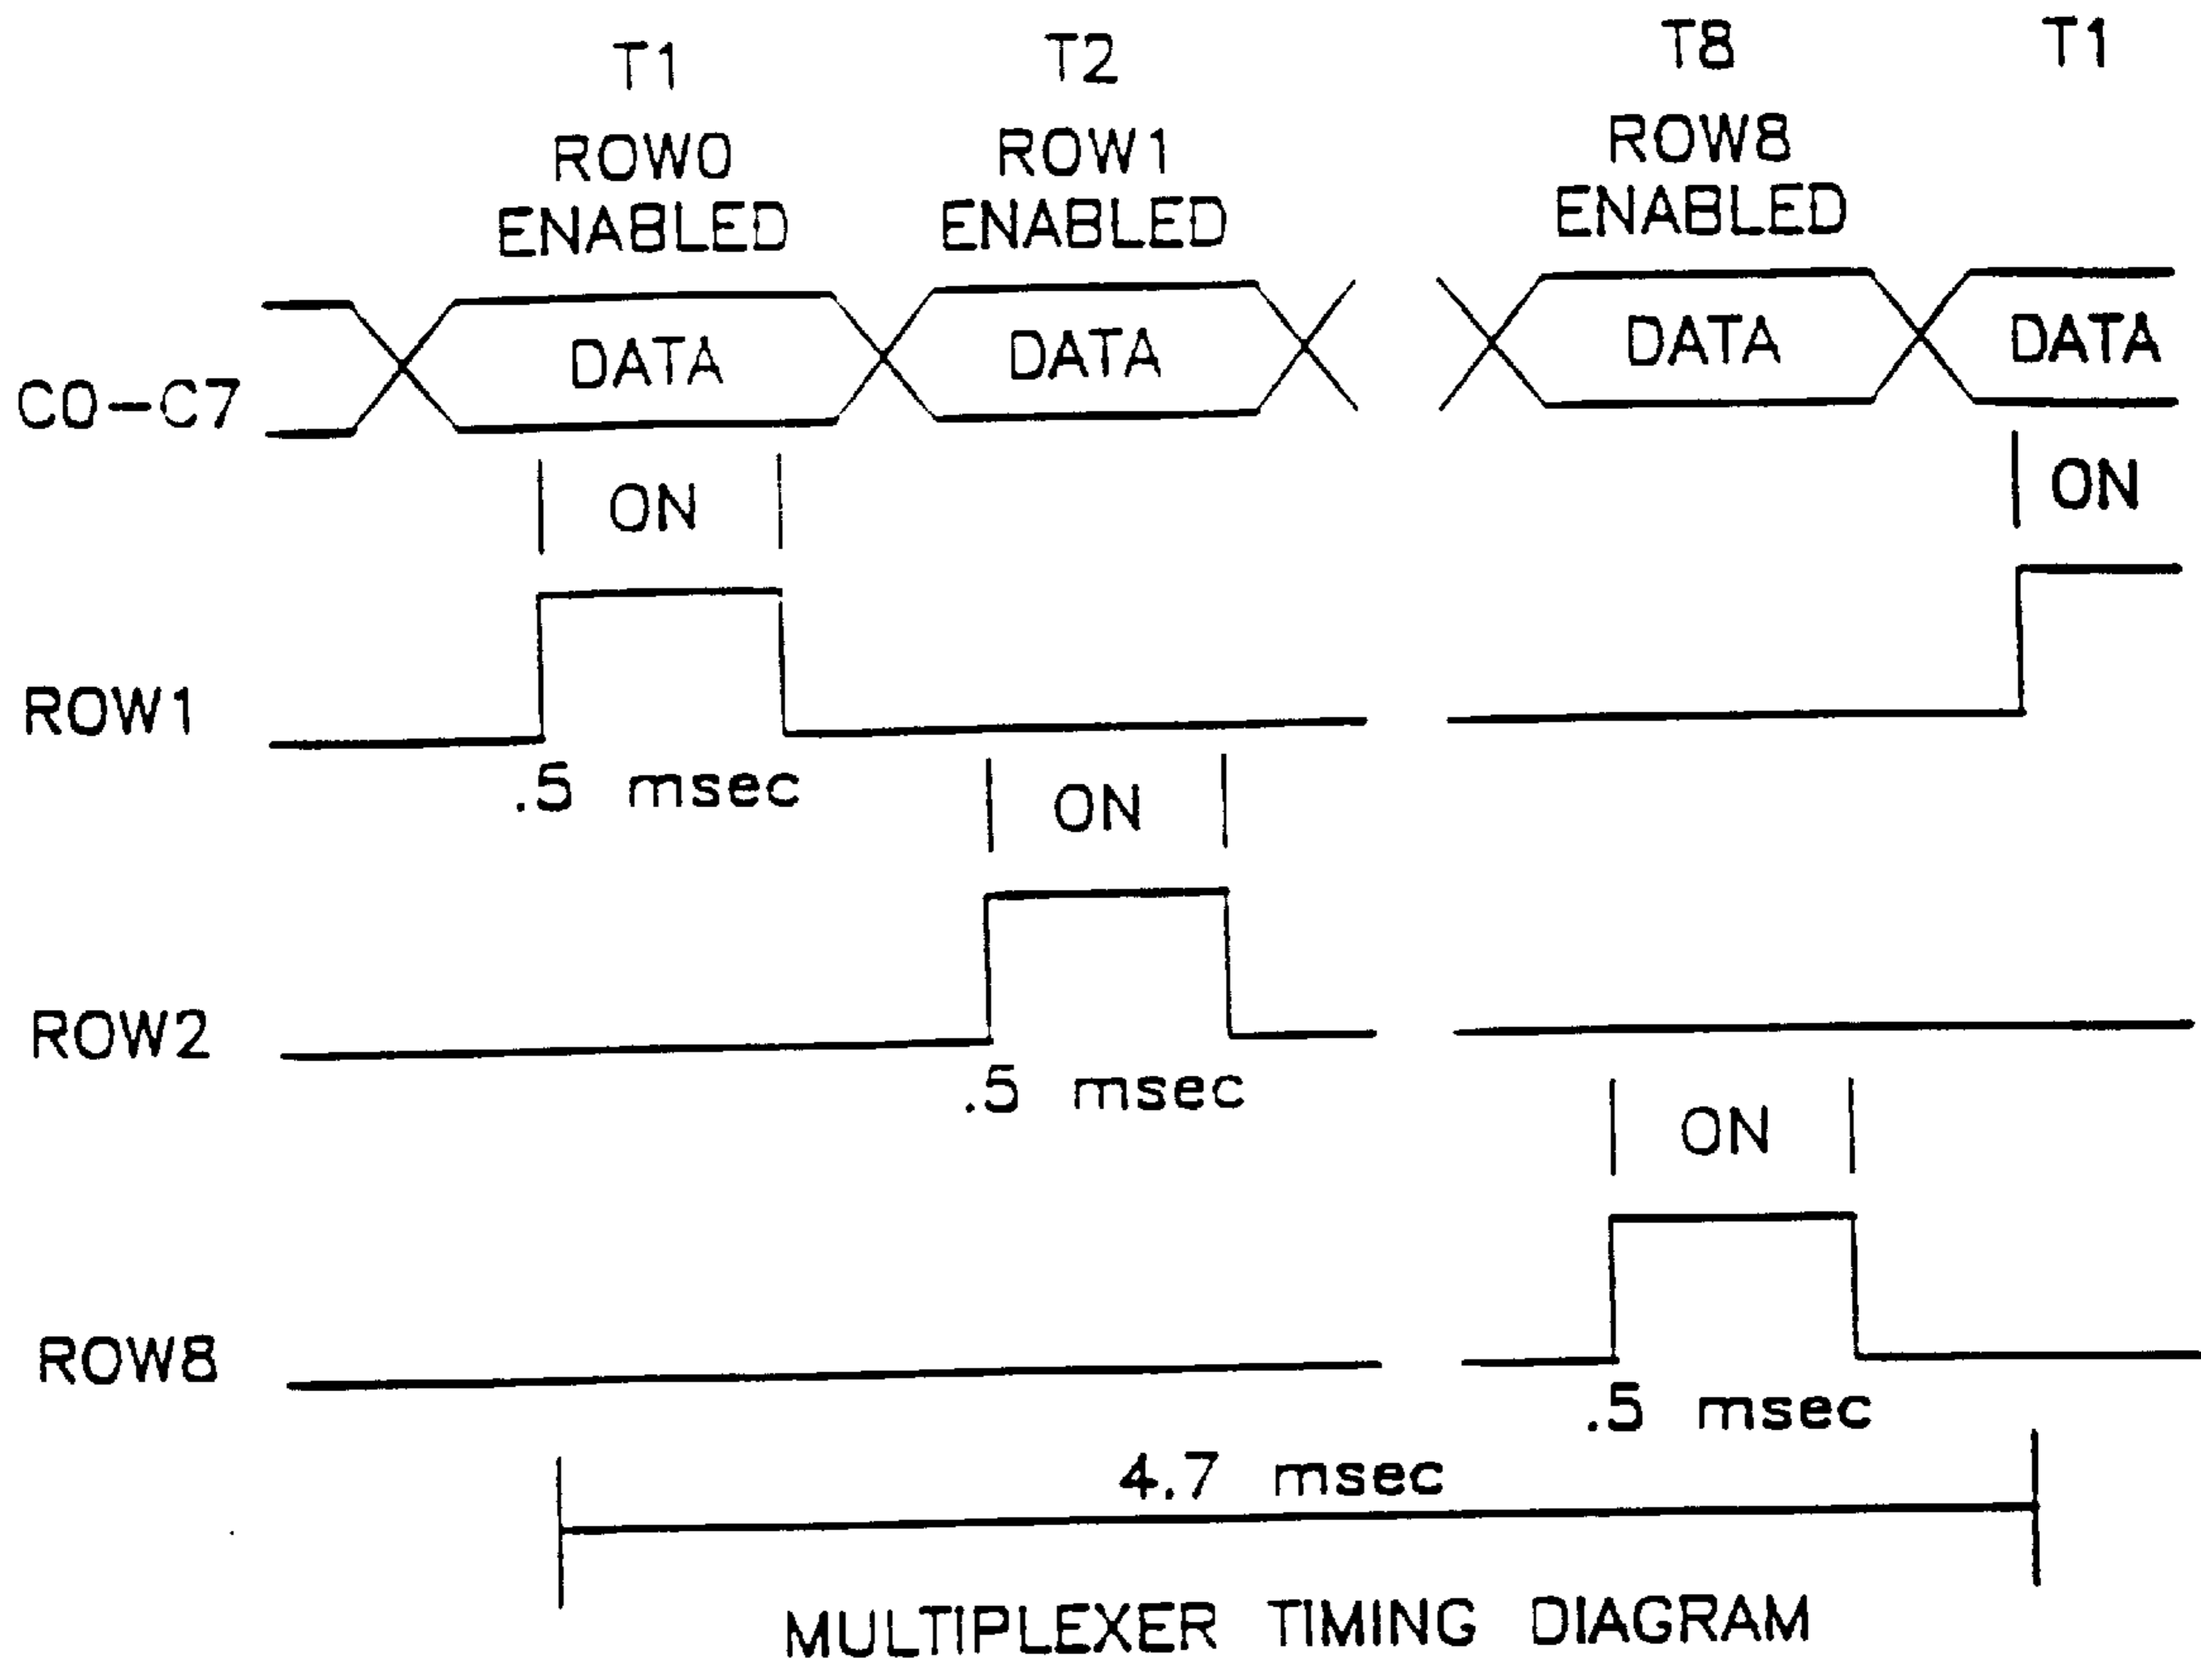 T1 T2 T8 T1
ROW0 ROW1 ROW8
ENABLED ENABLED ENABLED
C0-C7 DATA DATA DATA DATA
ON ON
ROW1
.5 msec ON
ROW2
.5 msec ON
ROW8
.5 msec
4.7 msec
MULTIPLEXER TIMING DIAGRAM